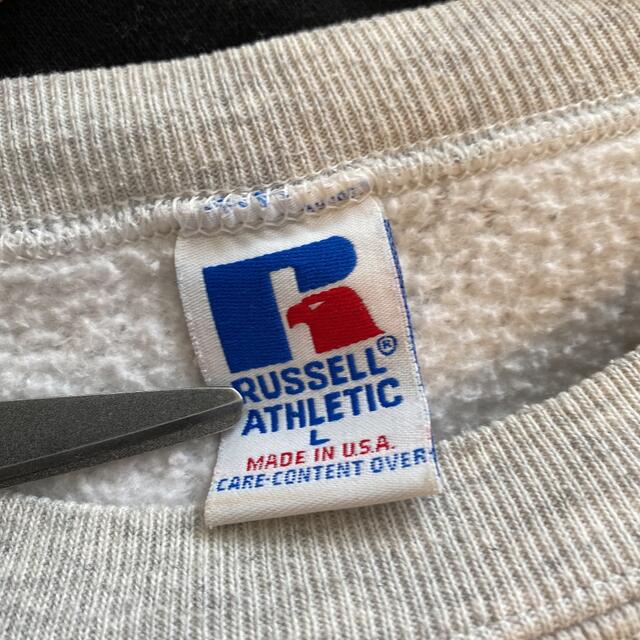 RUSSELL®
ATHLETIC
L
MADE IN U.S.A.
CARE-CONTENT OVER